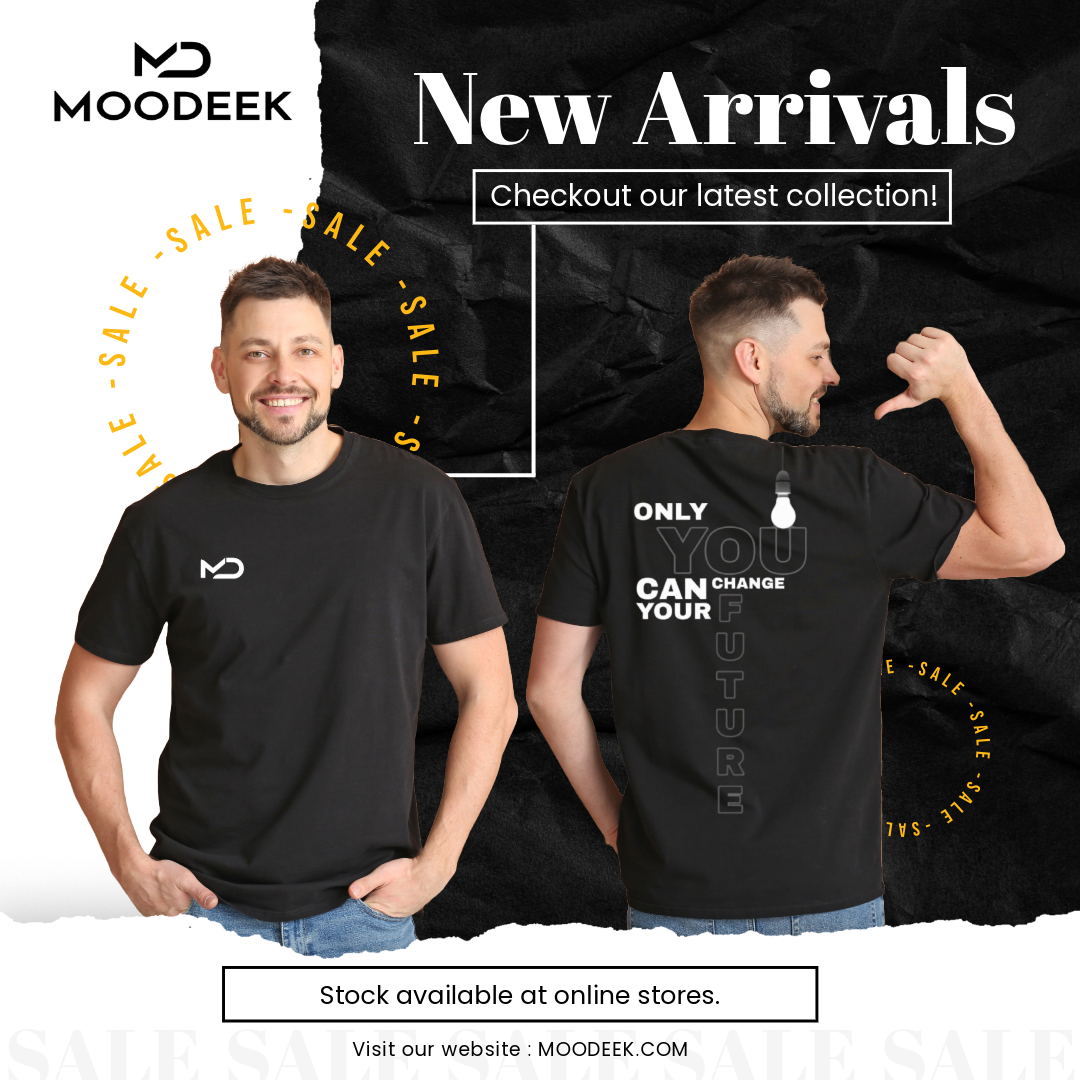 MD
MOODEEK
New Arrivals
Checkout our latest collection!
SALE - SALE - SALE - SALE - SALE - S
MD
ONLY
YOU
CAN CHANGE
YOUR
FUTURE
E - SALE - SALE - SALE - SALE -
Stock available at online stores.
Visit our website : MOODEEK.COM
SALE SALE SALE SALE SALE